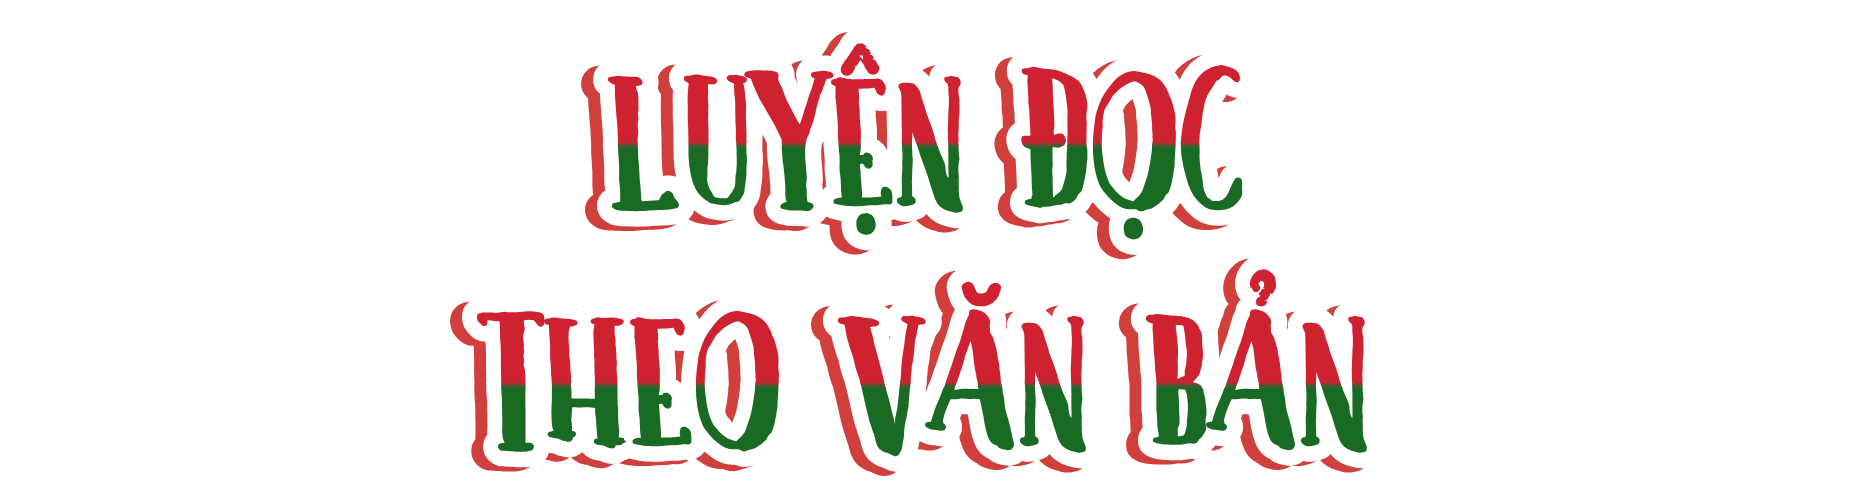 LUYỆN ĐỌC
THEO VĂN BẢN